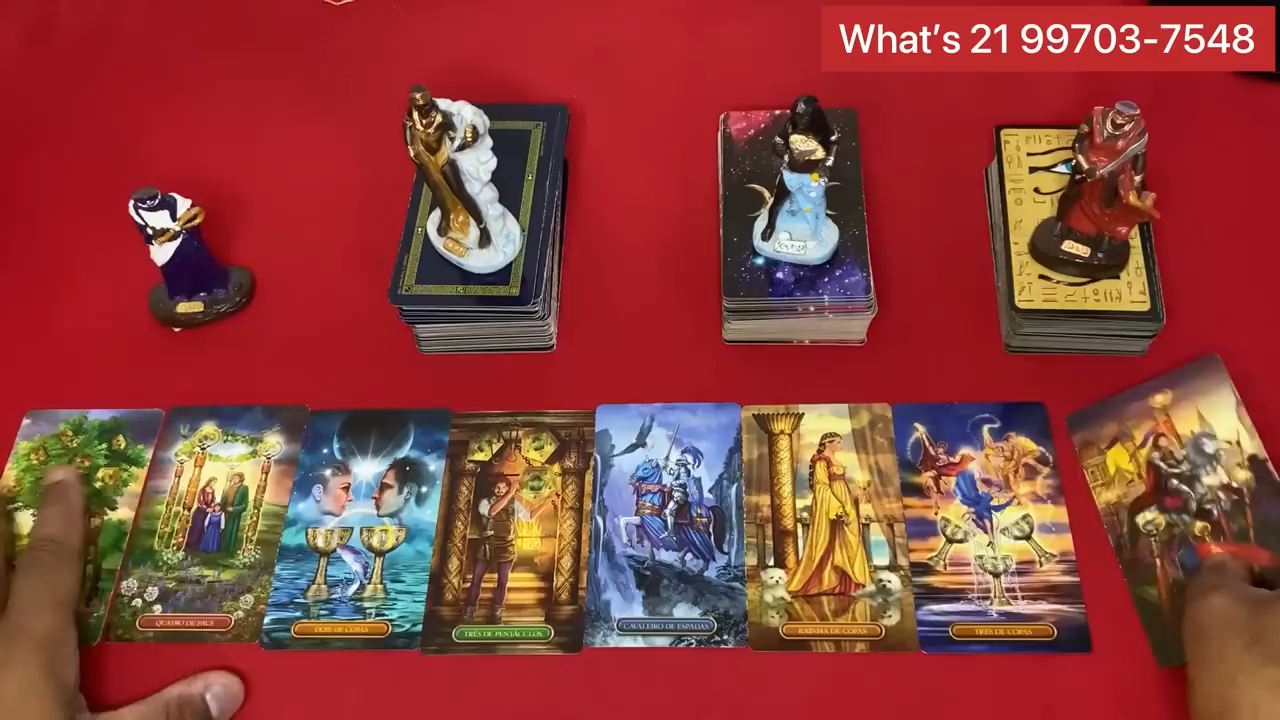 What's 21 99703-7548
QUATRO DE PAUS
DOIS DE COPAS
TRÊS DE PENTÁCULOS
CAVALEIRO DE ESPADAS
RAINHA DE COPAS
TRÊS DE COPAS